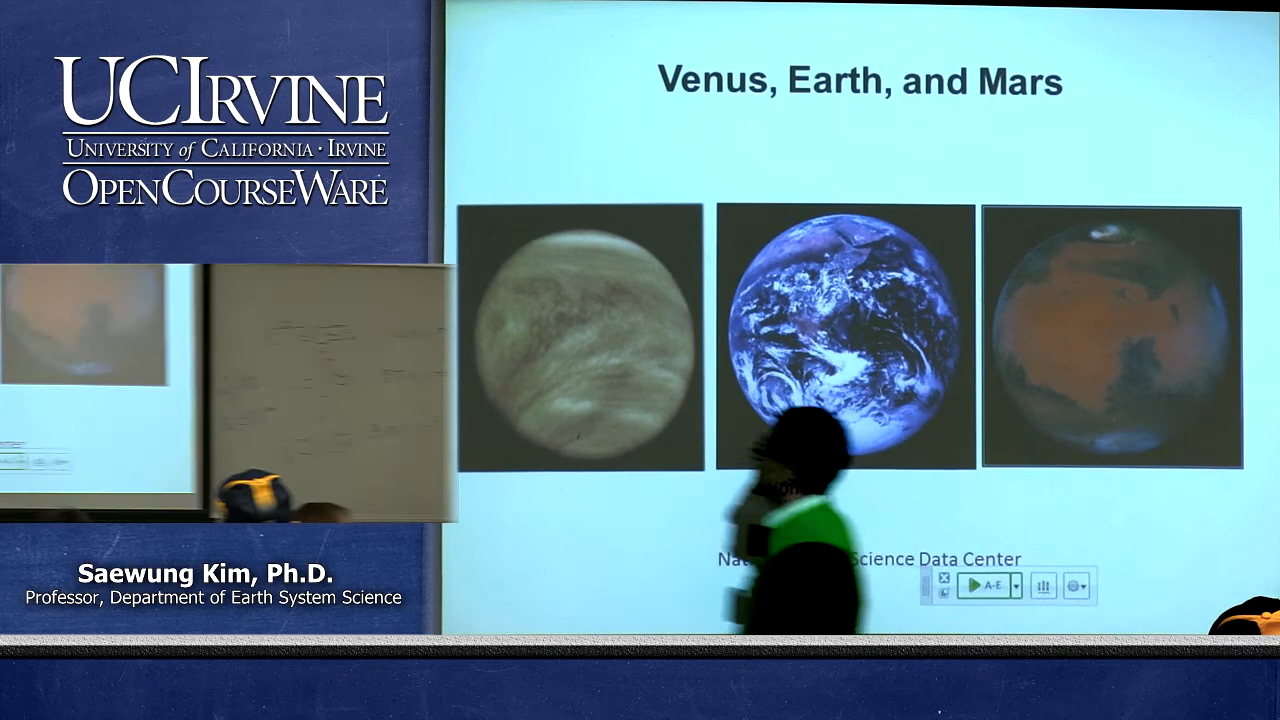 UCIRVINE
UNIVERSITY of CALIFORNIA · IRVINE
OPENCOURSEWARE
Venus, Earth, and Mars
Science Data Center
A-E
Saewung Kim, Ph.D.
Professor, Department of Earth System Science